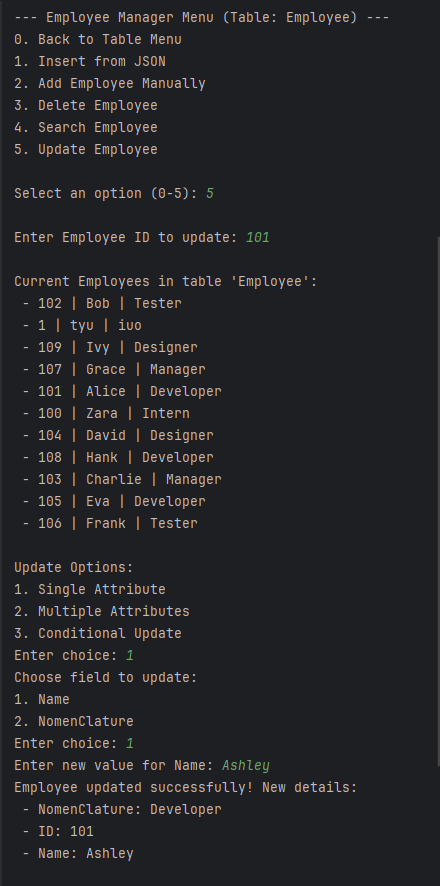 --- Employee Manager Menu (Table: Employee) ---
0. Back to Table Menu
1. Insert from JSON
2. Add Employee Manually
3. Delete Employee
4. Search Employee
5. Update Employee
Select an option (0-5): 5
Enter Employee ID to update: 101
Current Employees in table 'Employee':
- 102 | Bob | Tester
- 1 | tyu | iuo
- 109 | Ivy | Designer
- 107 | Grace | Manager
- 101 | Alice | Developer
- 100 | Zara | Intern
- 104 | David | Designer
- 108 | Hank | Developer
- 103 | Charlie | Manager
- 105 | Eva | Developer
- 106 | Frank | Tester
Update Options:
1. Single Attribute
2. Multiple Attributes
3. Conditional Update
Enter choice: 1
Choose field to update:
1. Name
2. NomenClature
Enter choice: 1
Enter new value for Name: Ashley
Employee updated successfully! New details:
- NomenClature: Developer
- ID: 101
- Name: Ashley